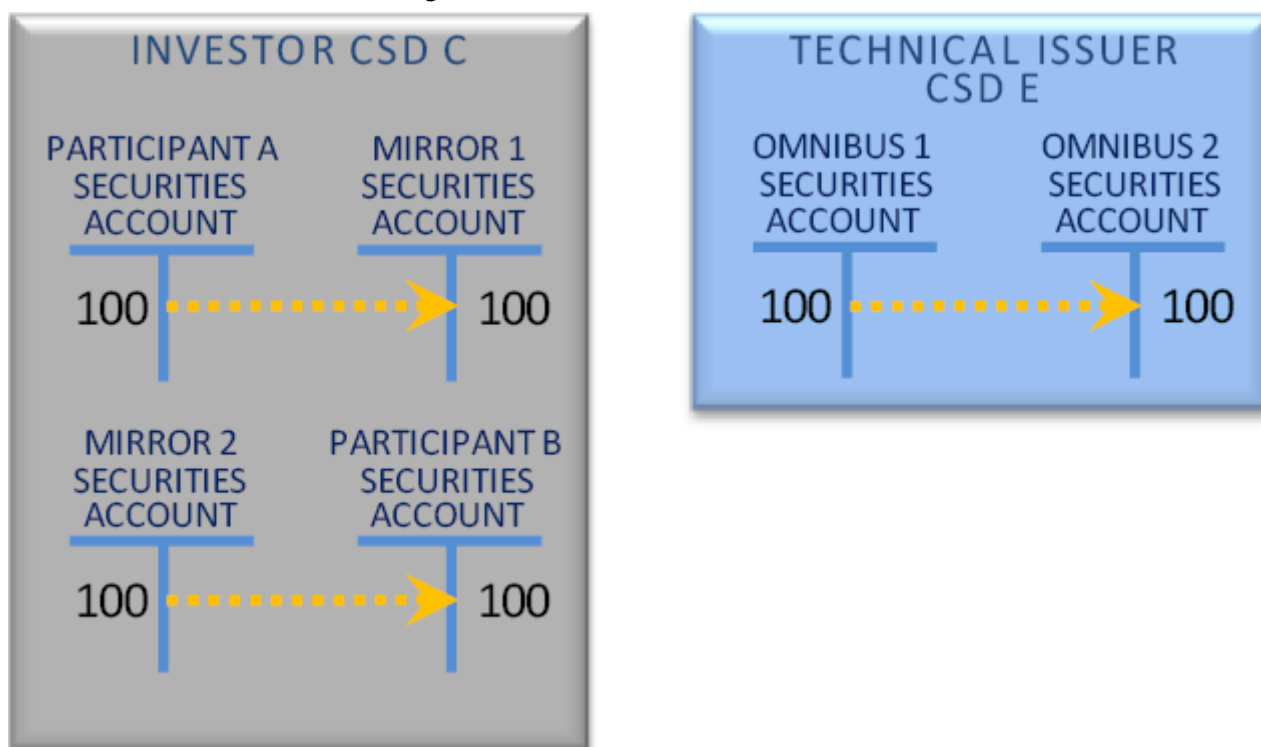 INVESTOR CSD C
PARTICIPANT A
SECURITIES
ACCOUNT
MIRROR 1
SECURITIES
ACCOUNT
100
100
MIRROR 2
SECURITIES
ACCOUNT
PARTICIPANT B
SECURITIES
ACCOUNT
100
100
TECHNICAL ISSUER
CSD E
OMNIBUS 1
SECURITIES
ACCOUNT
OMNIBUS 2
SECURITIES
ACCOUNT
100
100